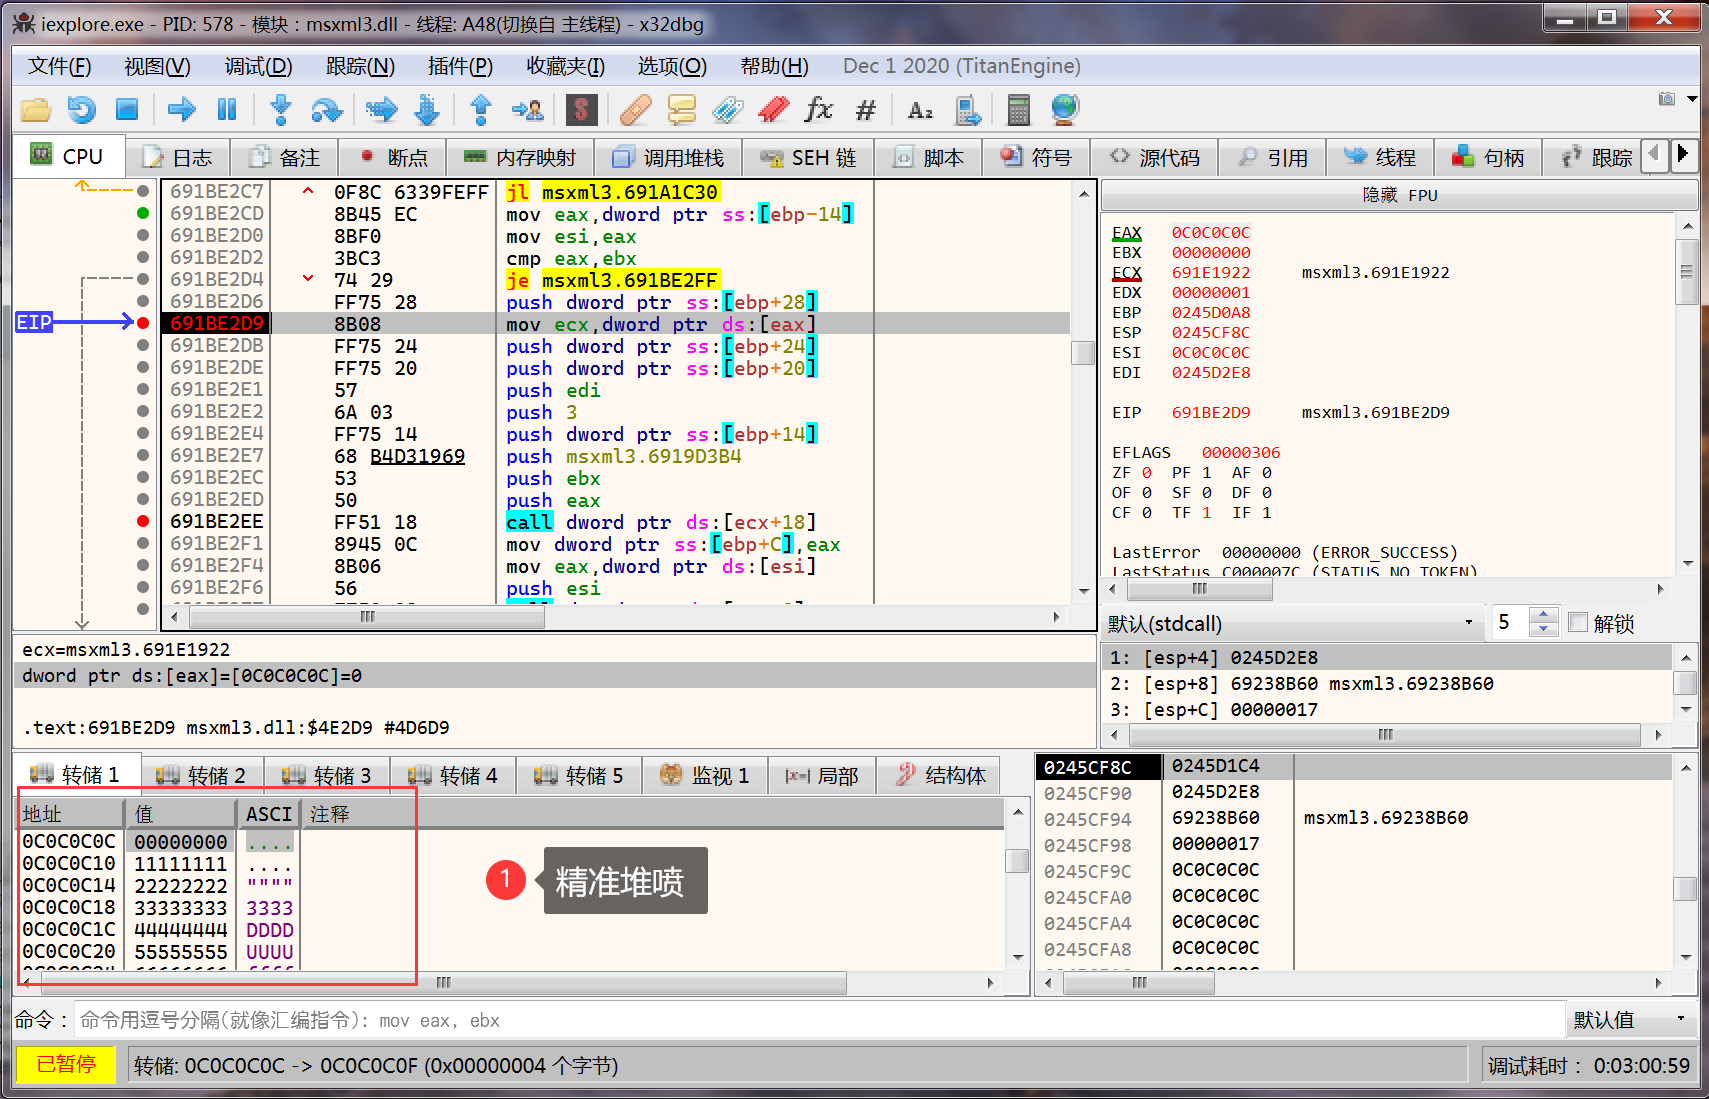 iexplore.exe - PID: 578 - 模块：msxml3.dll - 线程: A48(切换自 主线程) - x32dbg
文件(F) 视图(V) 调试(D) 跟踪(N) 插件(P) 收藏夹(I) 选项(O) 帮助(H) Dec 1 2020 (TitanEngine)
CPU 日志 备注 断点 内存映射 调用堆栈 SEH 链 脚本 符号 源代码 引用 线程 句柄 跟踪
691BE2C7 0F8C 6339FEFF jl msxml3.691A1C30
691BE2CD 8B45 EC mov eax,dword ptr ss:[ebp-14]
691BE2D0 8BF0 mov esi,eax
691BE2D2 3BC3 cmp eax,ebx
691BE2D4 74 29 je msxml3.691BE2FF
691BE2D6 FF75 28 push dword ptr ss:[ebp+28]
EIP 691BE2D9 8B08 mov ecx,dword ptr ds:[eax]
691BE2DB FF75 24 push dword ptr ss:[ebp+24]
691BE2DE FF75 20 push dword ptr ss:[ebp+20]
691BE2E1 57 push edi
691BE2E2 6A 03 push 3
691BE2E4 FF75 14 push dword ptr ss:[ebp+14]
691BE2E7 68 B4D31969 push msxml3.6919D3B4
691BE2EC 53 push ebx
691BE2ED 50 push eax
691BE2EE FF51 18 call dword ptr ds:[ecx+18]
691BE2F1 8945 0C mov dword ptr ss:[ebp+C],eax
691BE2F4 8B06 mov eax,dword ptr ds:[esi]
691BE2F6 56 push esi
隐藏 FPU
EAX 0C0C0C0C
EBX 00000000
ECX 691E1922 msxml3.691E1922
EDX 00000001
EBP 0245D0A8
ESP 0245CF8C
ESI 0C0C0C0C
EDI 0245D2E8
EIP 691BE2D9 msxml3.691BE2D9
EFLAGS 00000306
ZF 0 PF 1 AF 0
OF 0 SF 0 DF 0
CF 0 TF 1 IF 1
LastError 00000000 (ERROR_SUCCESS)
LastStatus C000007C (STATUS_NO_TOKEN)
默认(stdcall) 5 解锁
1: [esp+4] 0245D2E8
2: [esp+8] 69238B60 msxml3.69238B60
3: [esp+C] 00000017
ecx=msxml3.691E1922
dword ptr ds:[eax]=[0C0C0C0C]=0
.text:691BE2D9 msxml3.dll:$4E2D9 #4D6D9
转储 1 转储 2 转储 3 转储 4 转储 5 监视 1 局部 结构体
地址 值 ASCI 注释
0C0C0C0C 00000000 ....
0C0C0C10 11111111 ....
0C0C0C14 22222222 """"
0C0C0C18 33333333 3333
0C0C0C1C 44444444 DDDD
0C0C0C20 55555555 UUUU
1 精准堆喷
0245CF8C 0245D1C4
0245CF90 0245D2E8
0245CF94 69238B60 msxml3.69238B60
0245CF98 00000017
0245CF9C 0C0C0C0C
0245CFA0 0C0C0C0C
0245CFA4 0C0C0C0C
0245CFA8 0C0C0C0C
命令： 命令用逗号分隔(就像汇编指令): mov eax, ebx 默认值
已暂停 转储: 0C0C0C0C -> 0C0C0C0F (0x00000004 个字节) 调试耗时： 0:03:00:59